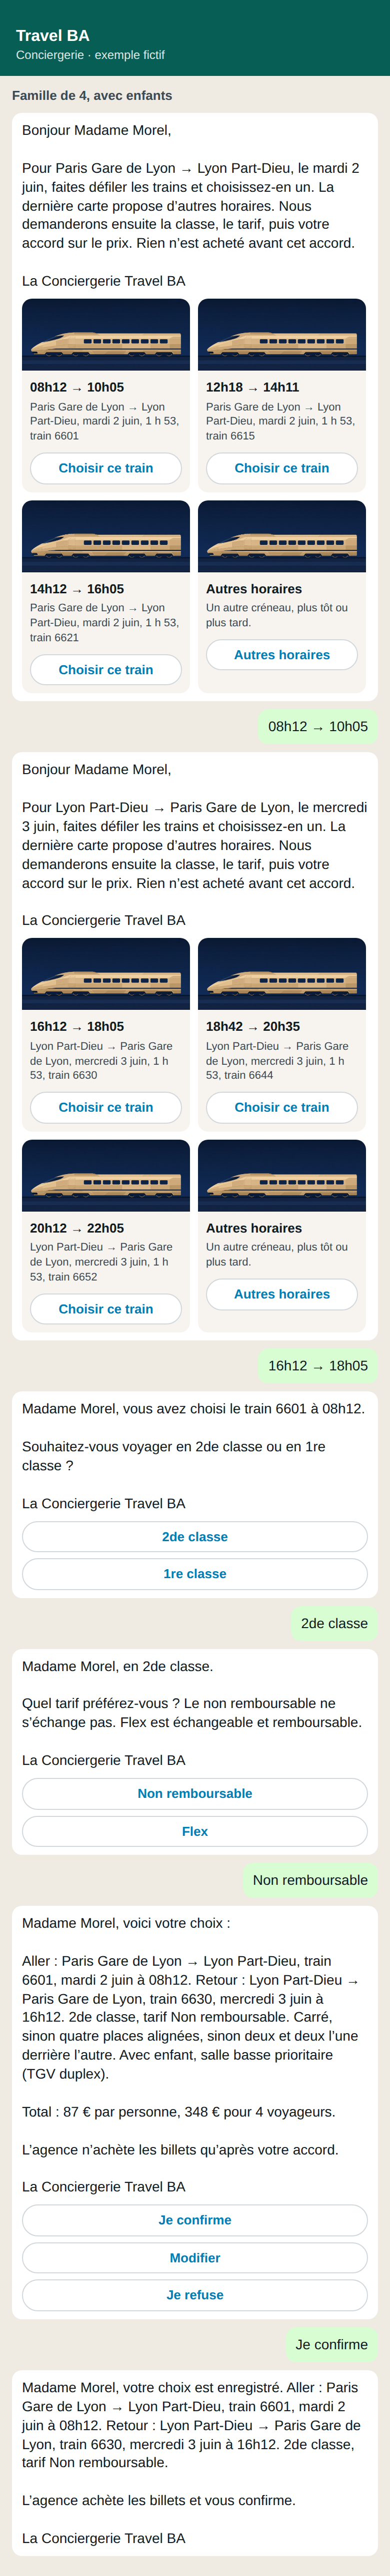 Travel BA
Conciergerie · exemple fictif
Famille de 4, avec enfants
Bonjour Madame Morel,
Pour Paris Gare de Lyon → Lyon Part-Dieu, le mardi 2
juin, faites défiler les trains et choisissez-en un. La
dernière carte propose d’autres horaires. Nous
demanderons ensuite la classe, le tarif, puis votre
accord sur le prix. Rien n’est acheté avant cet accord.
La Conciergerie Travel BA
08h12 → 10h05
Paris Gare de Lyon → Lyon
Part-Dieu, mardi 2 juin, 1 h 53,
train 6601
Choisir ce train
12h18 → 14h11
Paris Gare de Lyon → Lyon
Part-Dieu, mardi 2 juin, 1 h 53,
train 6615
Choisir ce train
14h12 → 16h05
Paris Gare de Lyon → Lyon
Part-Dieu, mardi 2 juin, 1 h 53,
train 6621
Choisir ce train
Autres horaires
Un autre créneau, plus tôt ou
plus tard.
Autres horaires
08h12 → 10h05
Bonjour Madame Morel,
Pour Lyon Part-Dieu → Paris Gare de Lyon, le mercredi
3 juin, faites défiler les trains et choisissez-en un. La
dernière carte propose d’autres horaires. Nous
demanderons ensuite la classe, le tarif, puis votre
accord sur le prix. Rien n’est acheté avant cet accord.
La Conciergerie Travel BA
16h12 → 18h05
Lyon Part-Dieu → Paris Gare
de Lyon, mercredi 3 juin, 1 h
53, train 6630
Choisir ce train
18h42 → 20h35
Lyon Part-Dieu → Paris Gare
de Lyon, mercredi 3 juin, 1 h
53, train 6644
Choisir ce train
20h12 → 22h05
Lyon Part-Dieu → Paris Gare
de Lyon, mercredi 3 juin, 1 h
53, train 6652
Choisir ce train
Autres horaires
Un autre créneau, plus tôt ou
plus tard.
Autres horaires
16h12 → 18h05
Madame Morel, vous avez choisi le train 6601 à 08h12.
Souhaitez-vous voyager en 2de classe ou en 1re
classe ?
La Conciergerie Travel BA
2de classe
1re classe
2de classe
Madame Morel, en 2de classe.
Quel tarif préférez-vous ? Le non remboursable ne
s’échange pas. Flex est échangeable et remboursable.
La Conciergerie Travel BA
Non remboursable
Flex
Non remboursable
Madame Morel, voici votre choix :
Aller : Paris Gare de Lyon → Lyon Part-Dieu, train
6601, mardi 2 juin à 08h12. Retour : Lyon Part-Dieu →
Paris Gare de Lyon, train 6630, mercredi 3 juin à
16h12. 2de classe, tarif Non remboursable. Carré,
sinon quatre places alignées, sinon deux et deux l’une
derrière l’autre. Avec enfant, salle basse prioritaire
(TGV duplex).
Total : 87 € par personne, 348 € pour 4 voyageurs.
L’agence n’achète les billets qu’après votre accord.
La Conciergerie Travel BA
Je confirme
Modifier
Je refuse
Je confirme
Madame Morel, votre choix est enregistré. Aller : Paris
Gare de Lyon → Lyon Part-Dieu, train 6601, mardi 2
juin à 08h12. Retour : Lyon Part-Dieu → Paris Gare de
Lyon, train 6630, mercredi 3 juin à 16h12. 2de classe,
tarif Non remboursable.
L’agence achète les billets et vous confirme.
La Conciergerie Travel BA